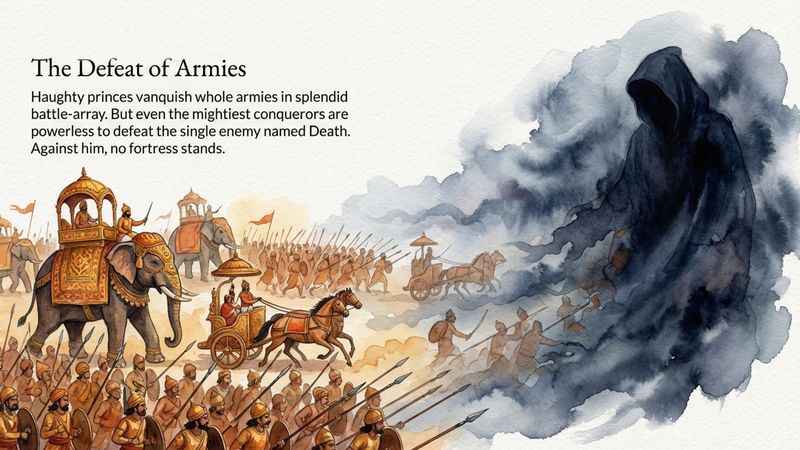 The Defeat of Armies
Haughty princes vanquish whole armies in splendid
battle-array. But even the mightiest conquerors are
powerless to defeat the single enemy named Death.
Against him, no fortress stands.